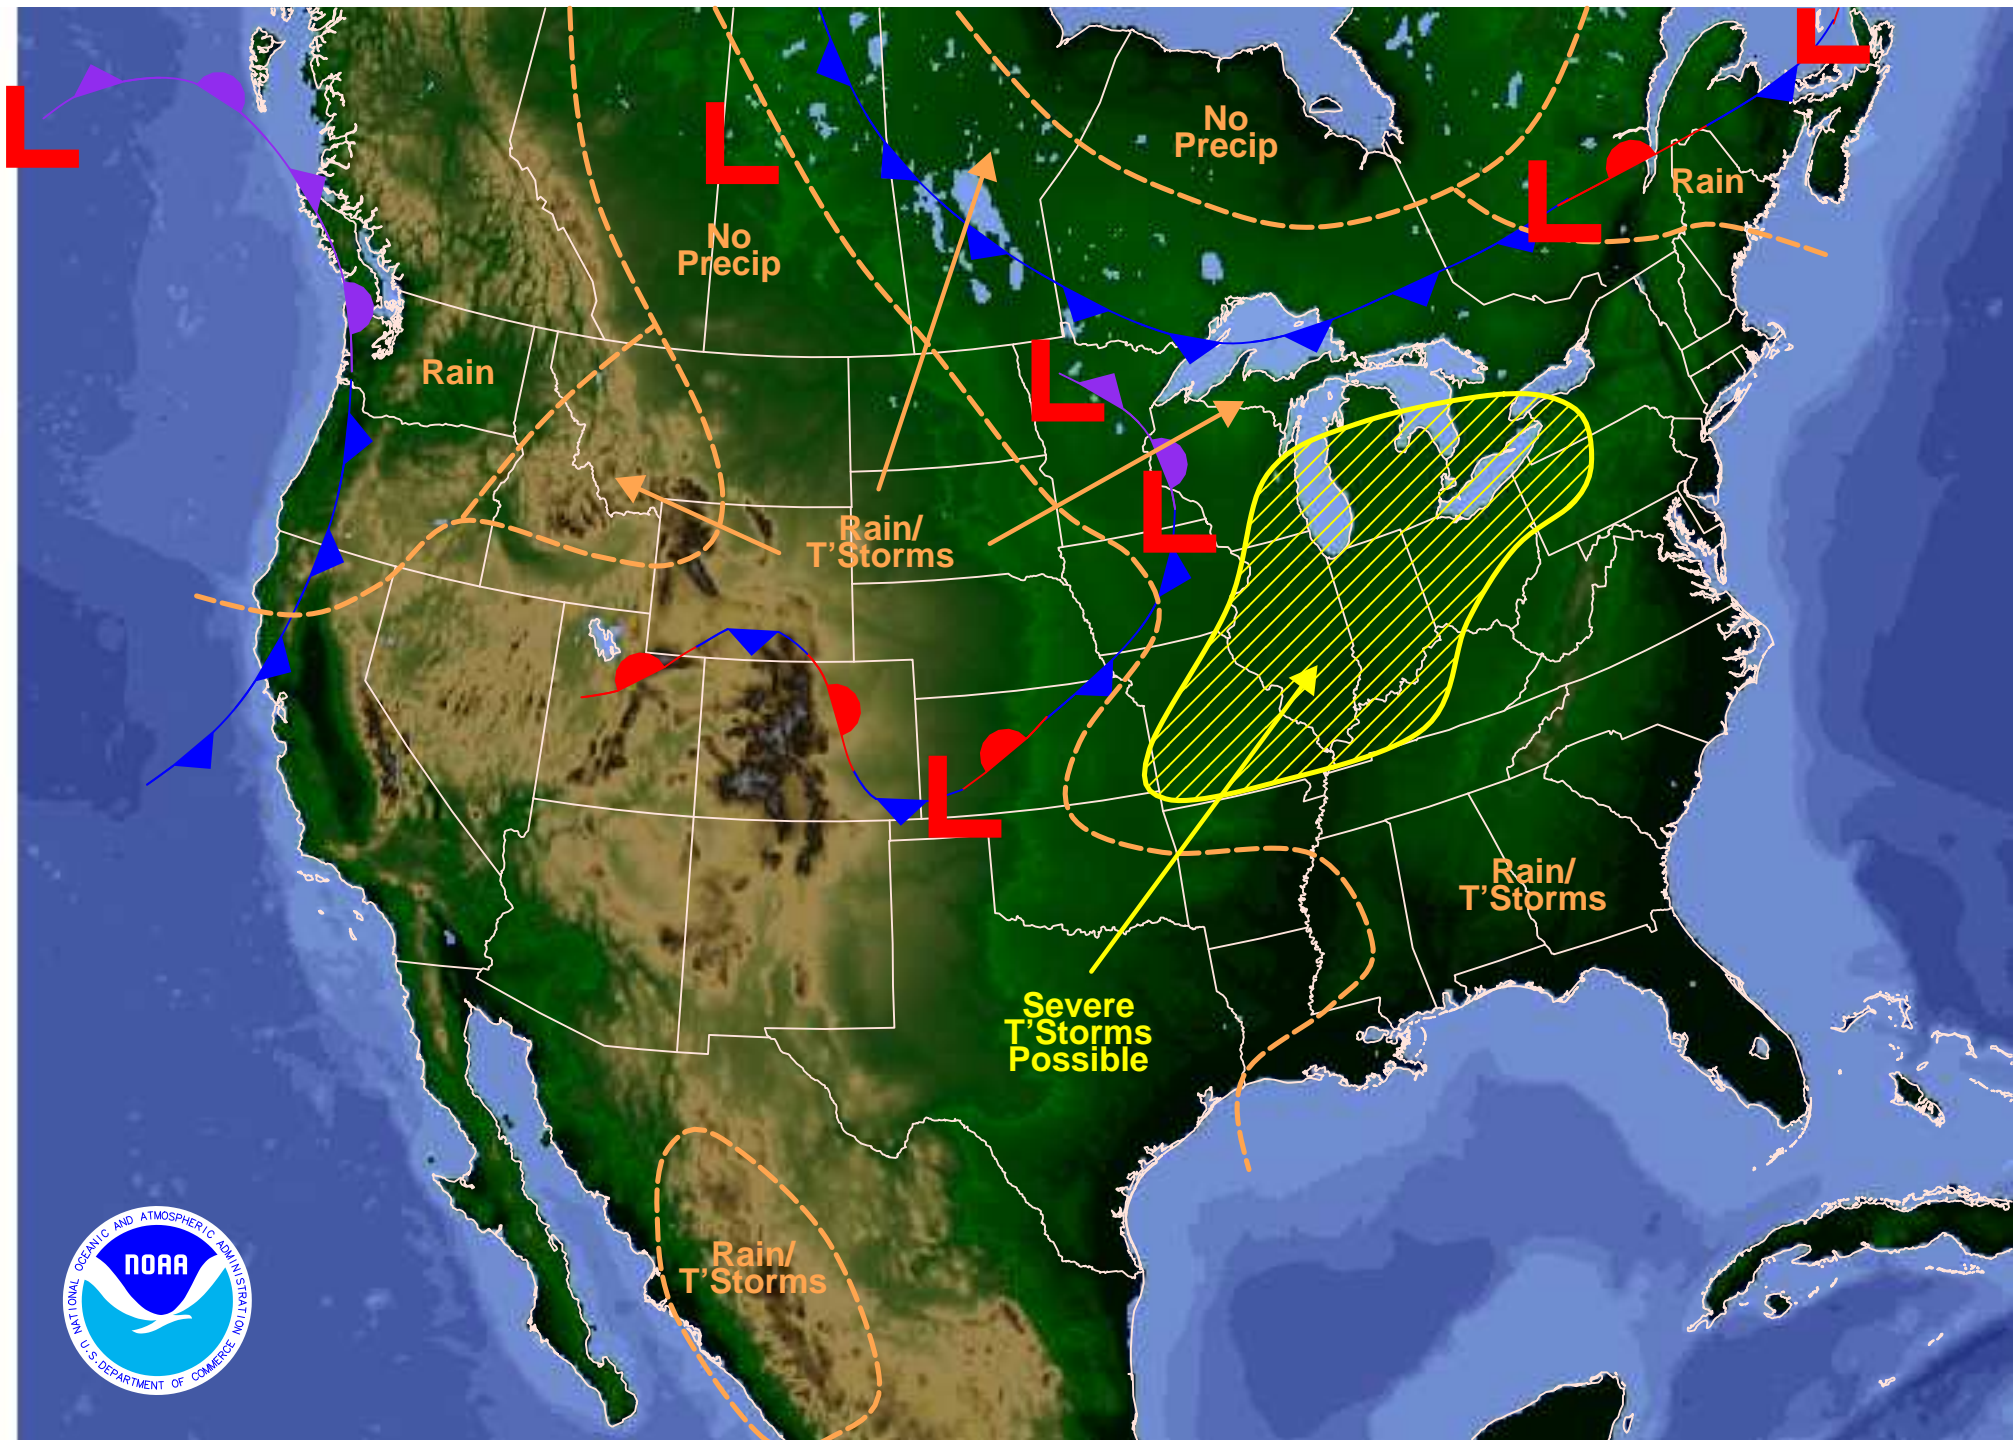 L
L
L
No
Precip
Rain
L
No
Precip
L
Rain
L
Rain/
T'Storms
L
L
Rain/
T'Storms
Severe
T'Storms
Possible
Rain/
T'Storms
NATIONAL OCEANIC AND ATMOSPHERIC ADMINISTRATION
NOAA
U.S. DEPARTMENT OF COMMERCE